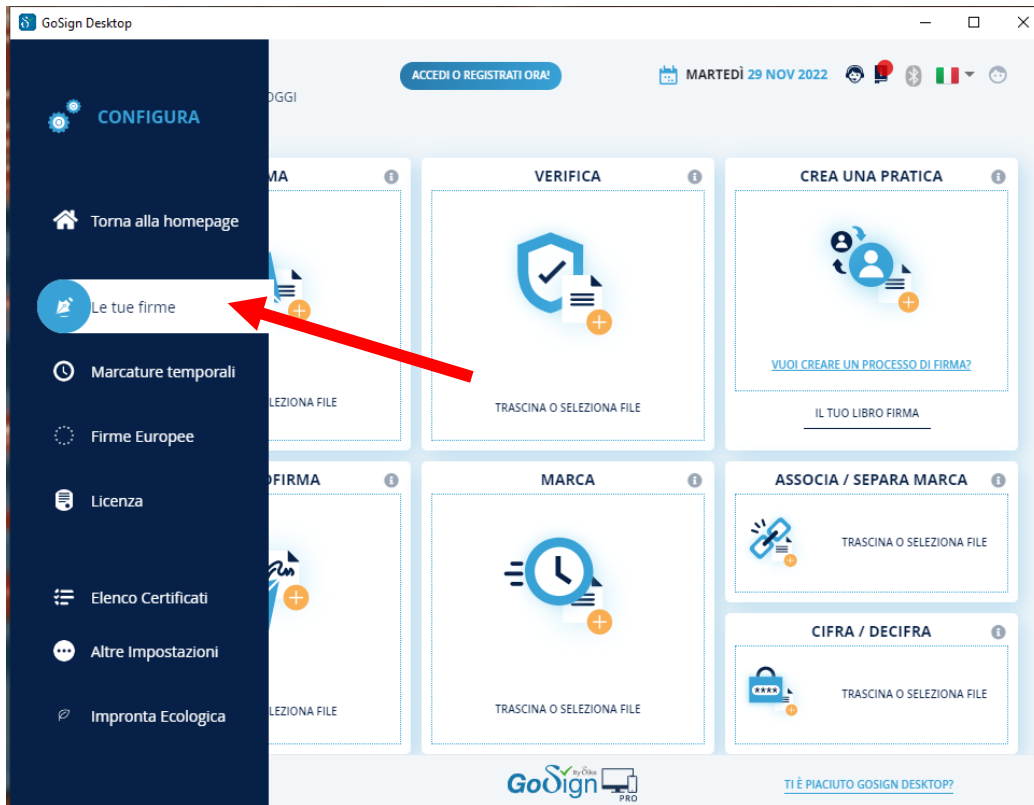 GoSign Desktop
CONFIGURA
Torna alla homepage
Le tue firme
Marcature temporali
Firme Europee
Licenza
Elenco Certificati
Altre Impostazioni
Impronta Ecologica
OGGI
ACCEDI O REGISTRATI ORA!
MARTEDÌ 29 NOV 2022
MA
LEZIONA FILE
VERIFICA
TRASCINA O SELEZIONA FILE
CREA UNA PRATICA
VUOI CREARE UN PROCESSO DI FIRMA?
IL TUO LIBRO FIRMA
OFIRMA
LEZIONA FILE
MARCA
TRASCINA O SELEZIONA FILE
ASSOCIA / SEPARA MARCA
TRASCINA O SELEZIONA FILE
CIFRA / DECIFRA
****
TRASCINA O SELEZIONA FILE
GoSign
PRO
TI È PIACIUTO GOSIGN DESKTOP?